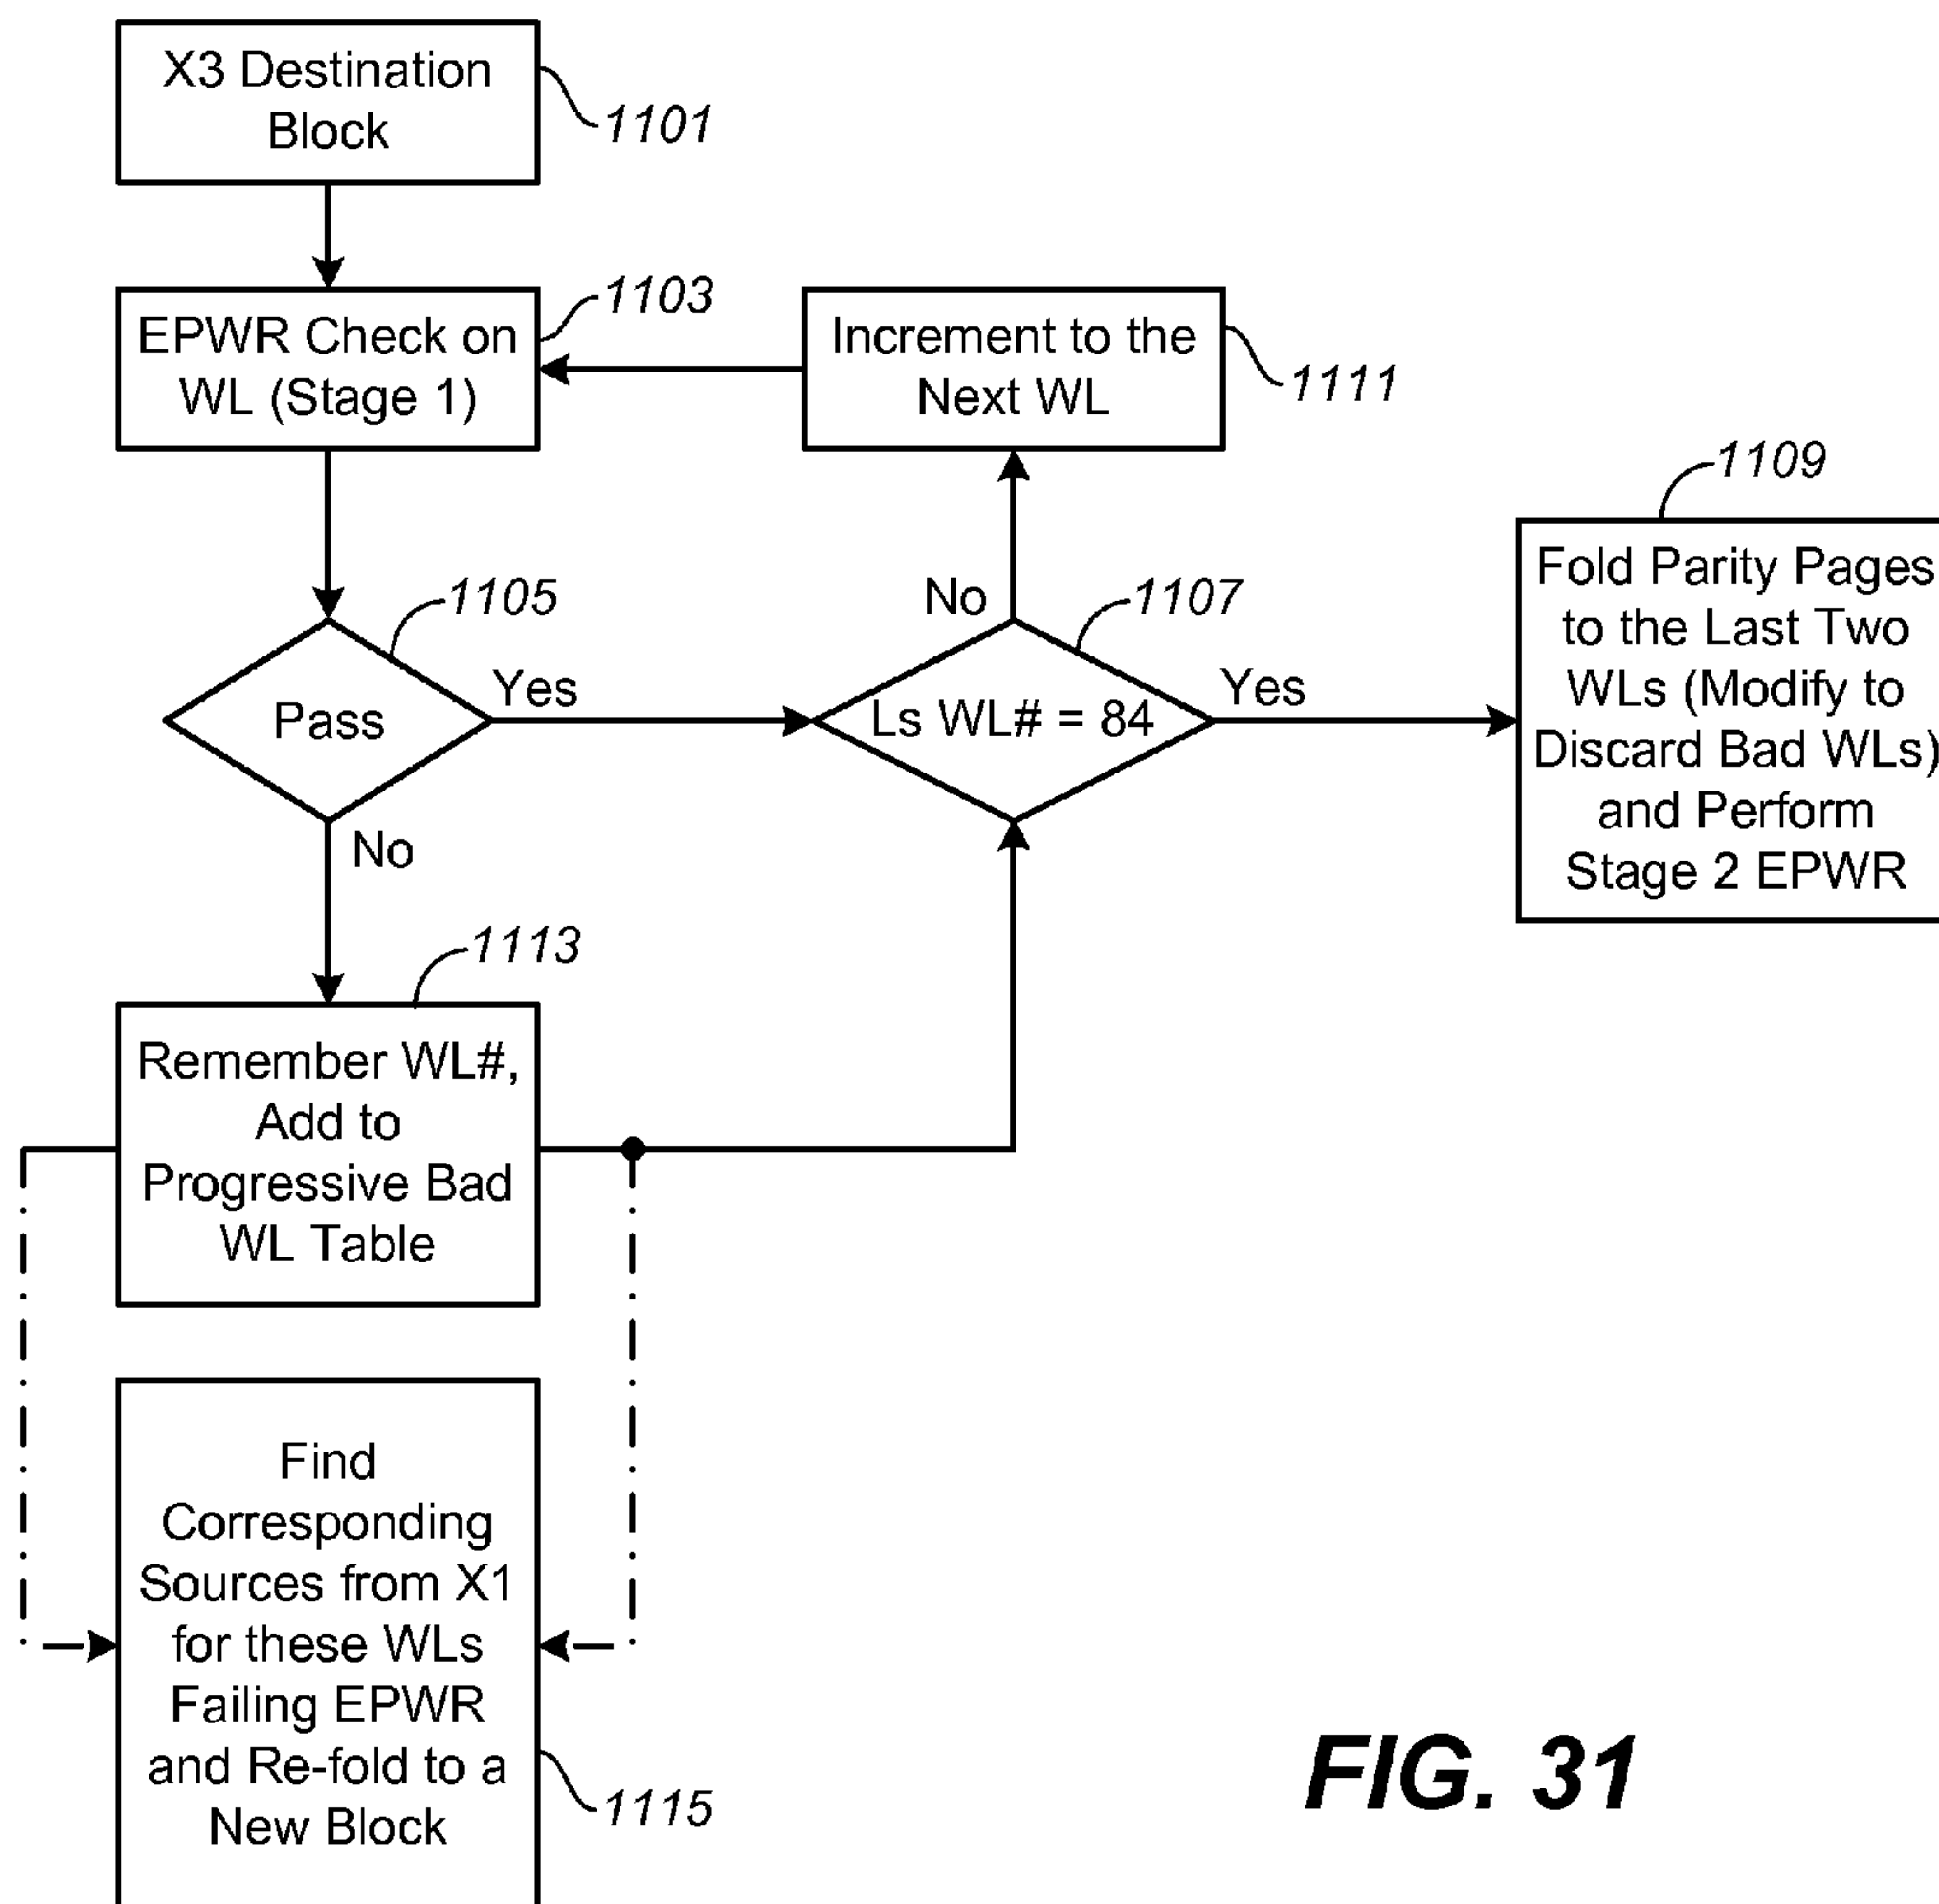 X3 Destination
Block
1101
EPWR Check on
WL (Stage 1)
1103
Increment to the
Next WL
1111
1109
Fold Parity Pages
to the Last Two
WLs (Modify to
Discard Bad WLs)
and Perform
Stage 2 EPWR
1105
Pass
Yes
No
No
1107
Ls WL# = 84
Yes
1113
Remember WL#,
Add to
Progressive Bad
WL Table
Find
Corresponding
Sources from X1
for these WLs
Failing EPWR
and Re-fold to a
New Block
1115
FIG. 31